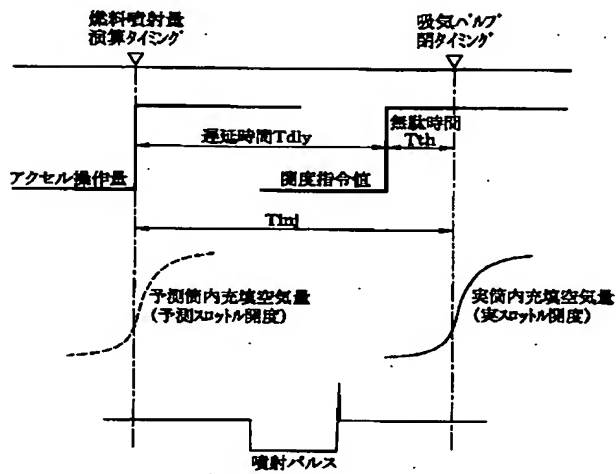 燃料噴射量
演算タイミング
吸気バルブ
閉タイミング
遅延時間Tdly
無駄時間
Tth
アクセル操作量
開度指令値
Tinj
予測筒内充填空気量
(予測スロットル開度)
実筒内充填空気量
(実スロットル開度)
噴射パルス